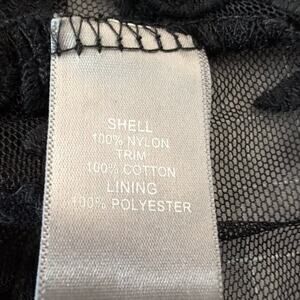 SHELL
100% NYLON
TRIM
100% COTTON
LINING
100% POLYESTER